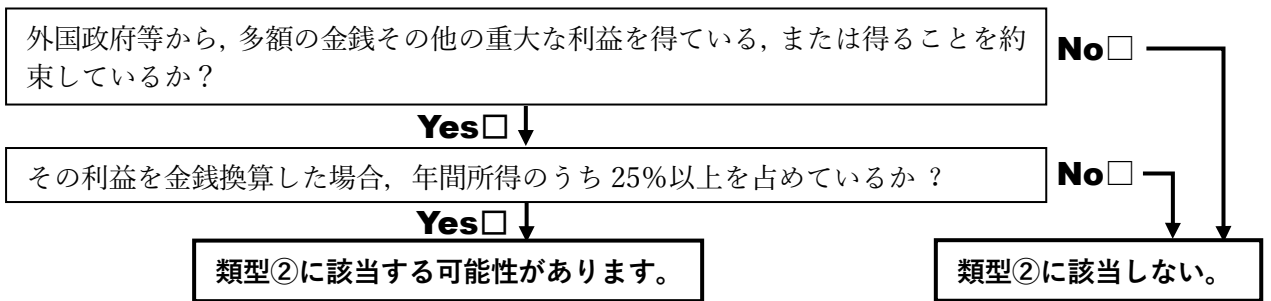 外国政府等から, 多額の金銭その他の重大な利益を得ている, または得ることを約
束しているか？
No□
Yes□
その利益を金銭換算した場合, 年間所得のうち 25%以上を占めているか ？
No□
Yes□
類型②に該当する可能性があります。
類型②に該当しない。